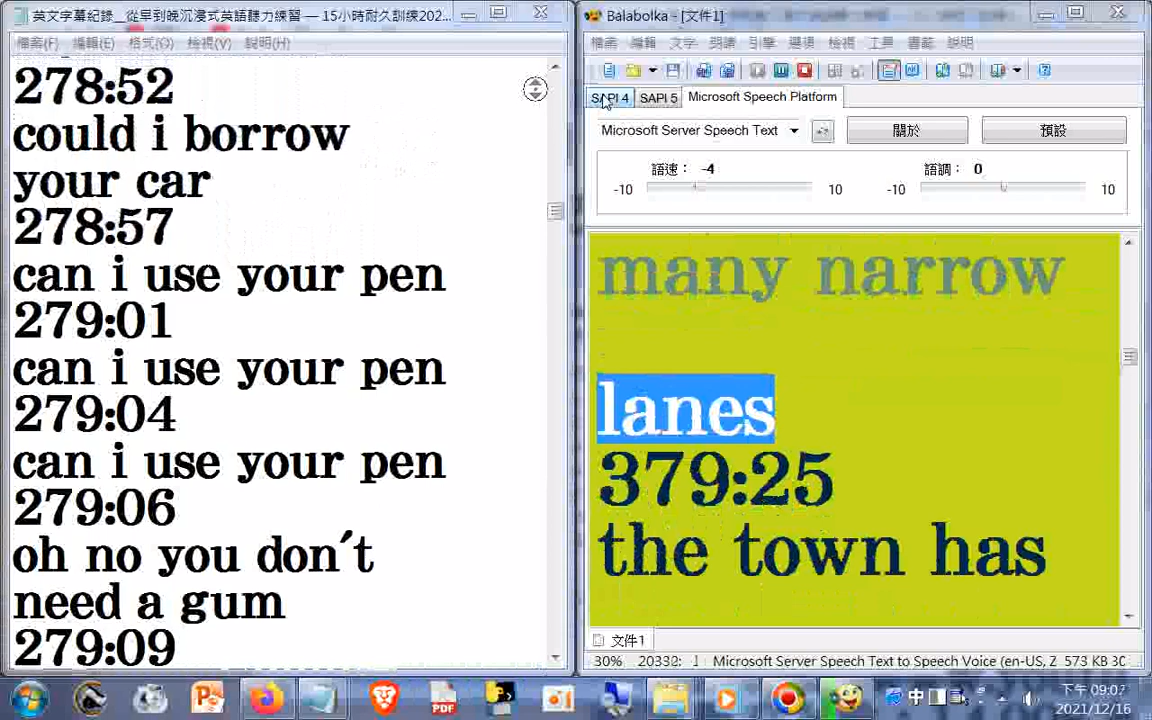 英文字幕紀錄__從早到晚沉浸式英語聽力練習 — 15小時耐久訓練202...
檔案(F) 編輯(E) 格式(O) 檢視(V) 說明(H)
278:52
could i borrow
your car
278:57
can i use your pen
279:01
can i use your pen
279:04
can i use your pen
279:06
oh no you don´t
need a gum
279:09
Balabolka - [文件1]
檔案 編輯 文字 朗讀 引擎 選項 檢視 工具 書籤 說明
SAPI 4 SAPI 5 Microsoft Speech Platform
Microsoft Server Speech Text 關於 預設
語速： -4 語調： 0
-10 10 -10 10
many narrow
lanes
379:25
the town has
文件1
30% 20332: 1 Microsoft Server Speech Text to Speech Voice (en-US, Z 573 KB 30
PDF 中 下午 09:07
2021/12/16